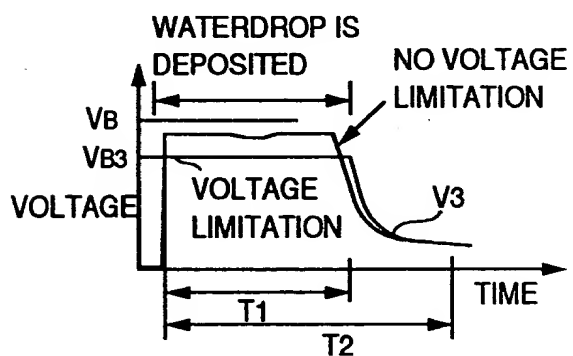 WATERDROP IS
DEPOSITED
NO VOLTAGE
LIMITATION
VB
VB3
VOLTAGE
LIMITATION
VOLTAGE
V3
T1
TIME
T2